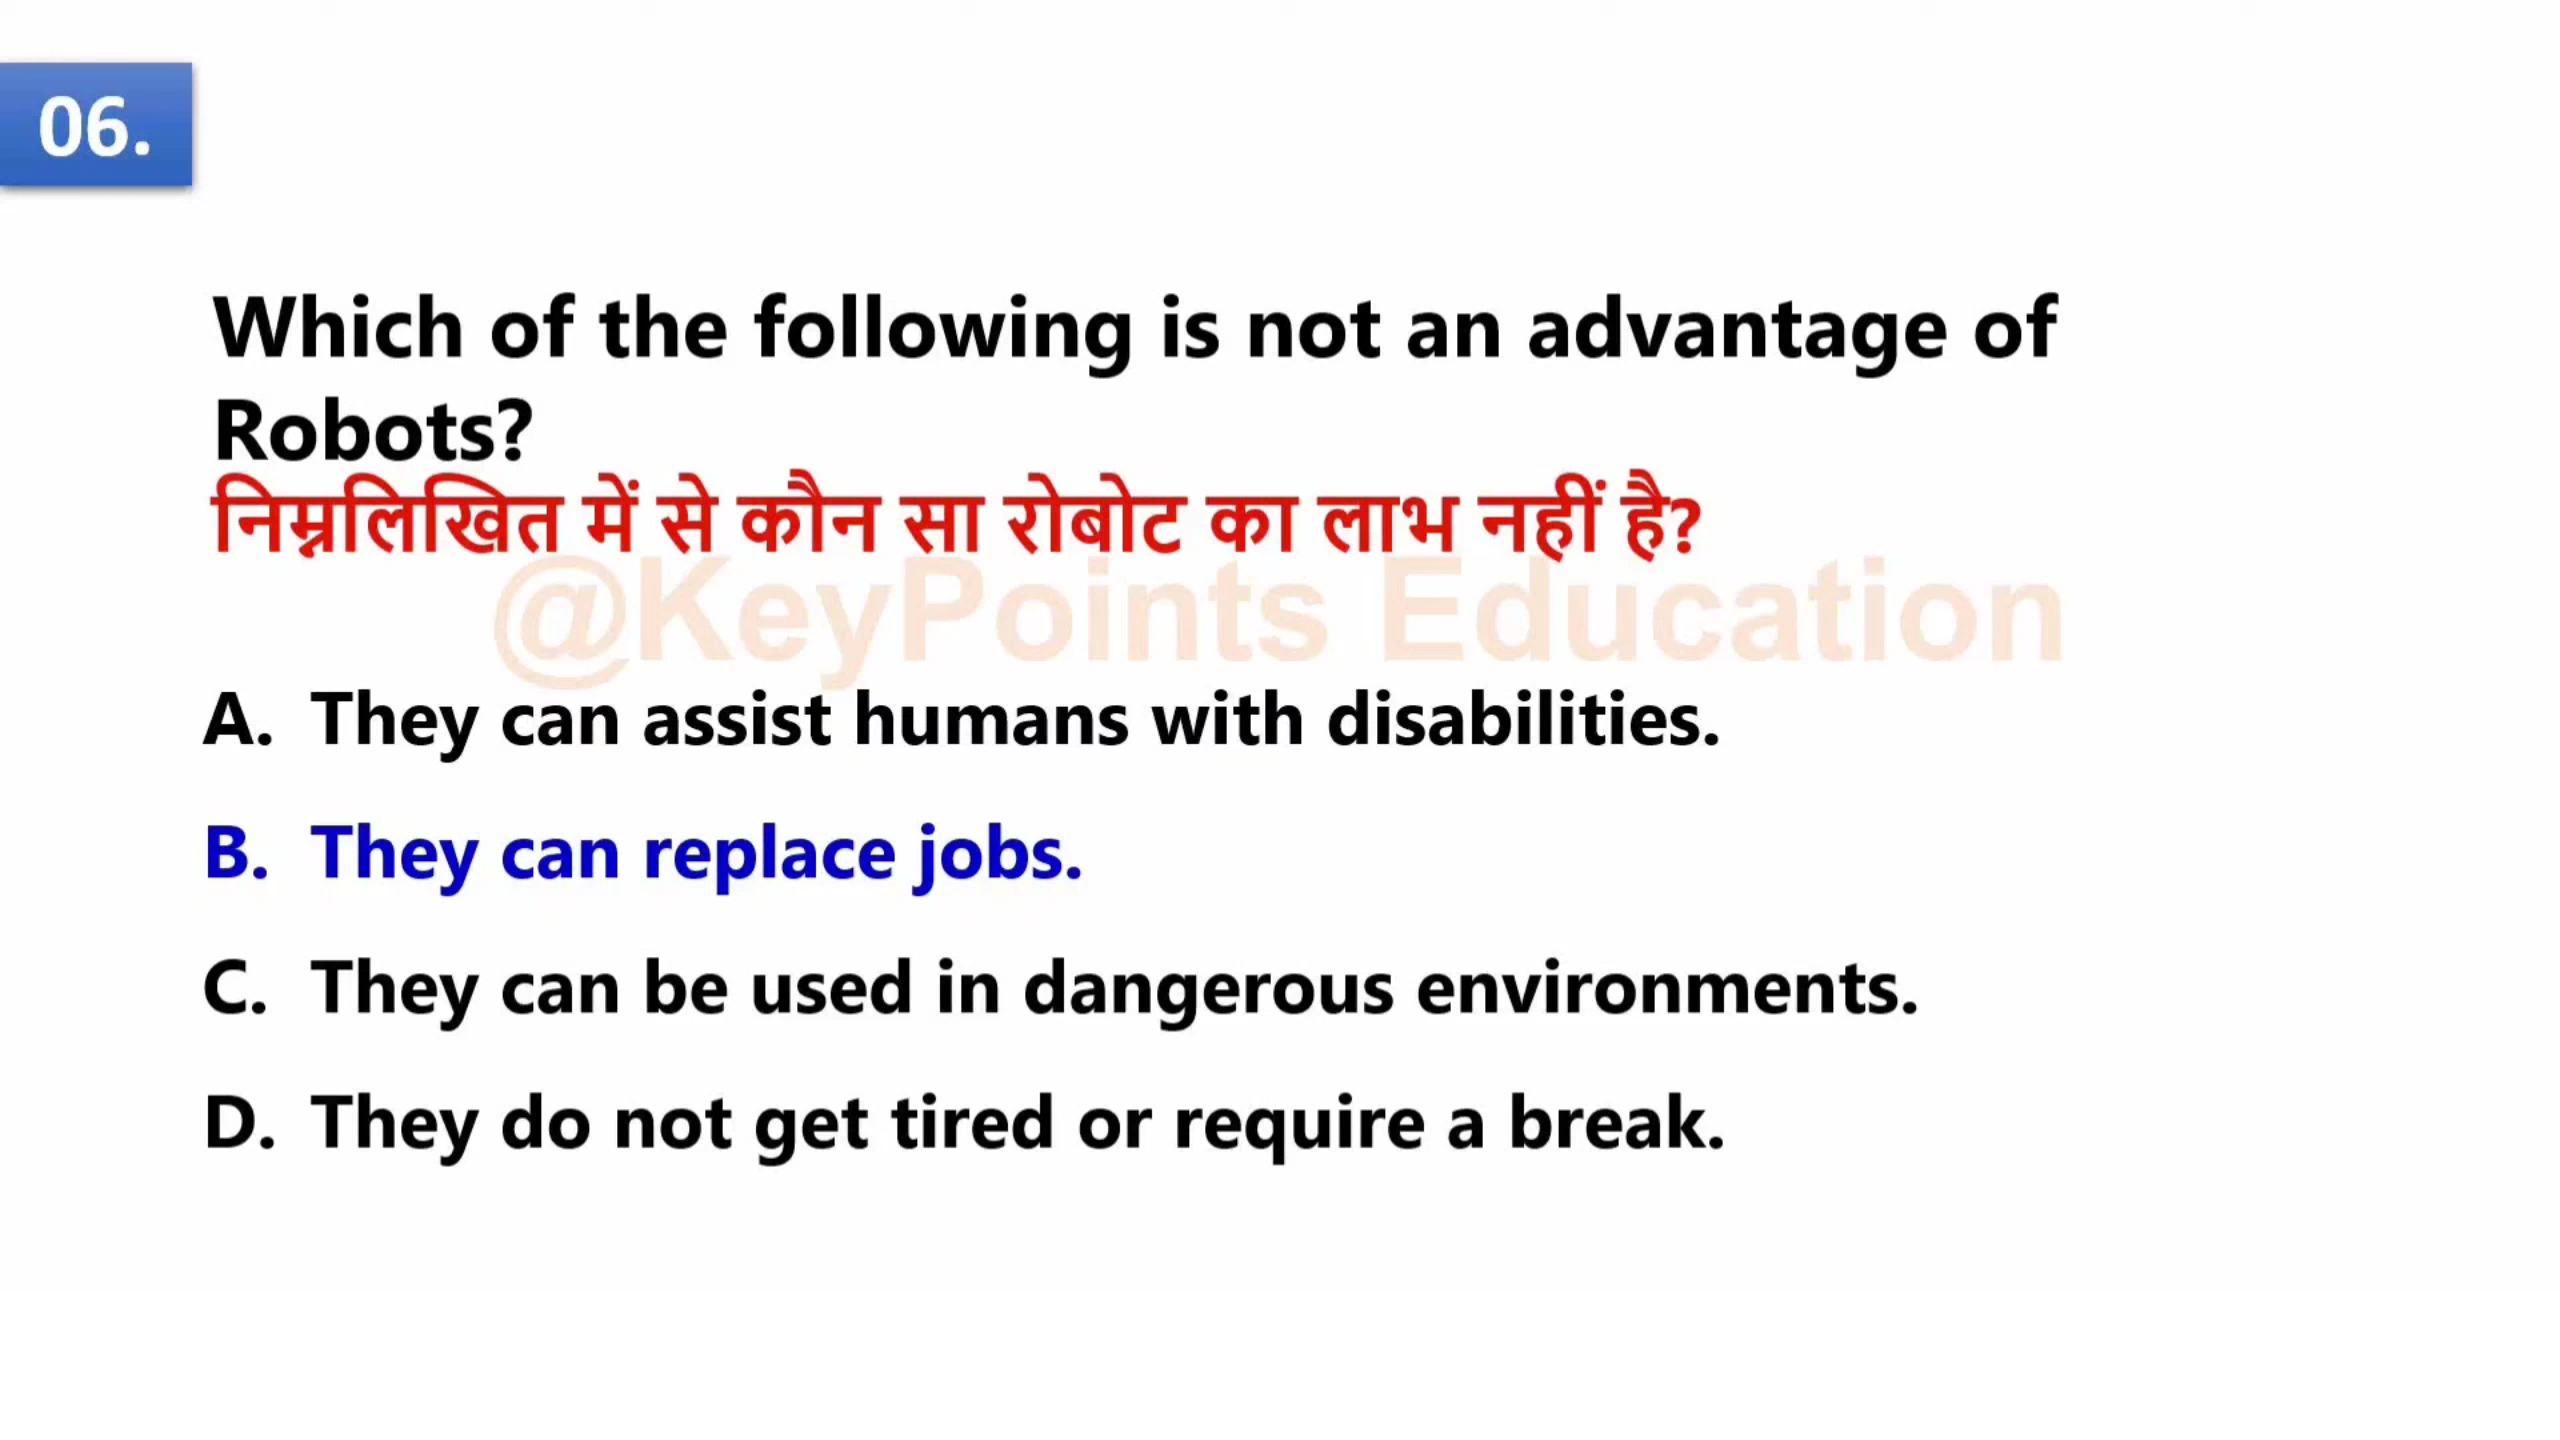 06.
Which of the following is not an advantage of
Robots?
निम्नलिखित में से कौन सा रोबोट का लाभ नहीं है?
@KeyPoints Education
A. They can assist humans with disabilities.
B. They can replace jobs.
C. They can be used in dangerous environments.
D. They do not get tired or require a break.